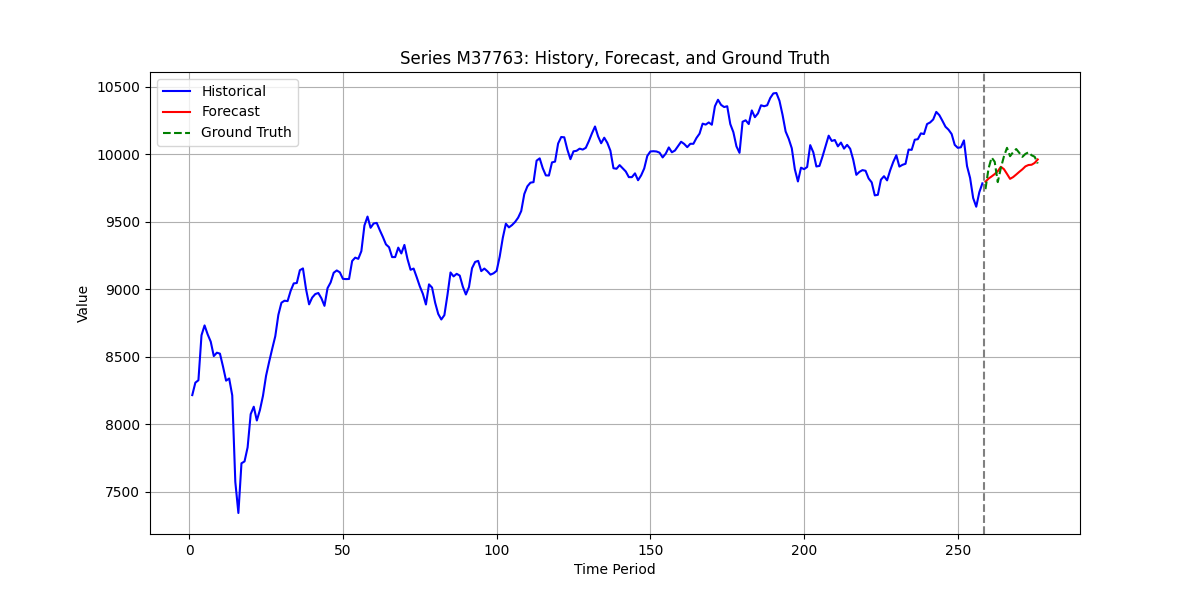 Series M37763: History, Forecast, and Ground Truth
Historical
Forecast
Ground Truth
10500
10000
9500
9000
8500
8000
7500
Value
0 50 100 150 200 250
Time Period